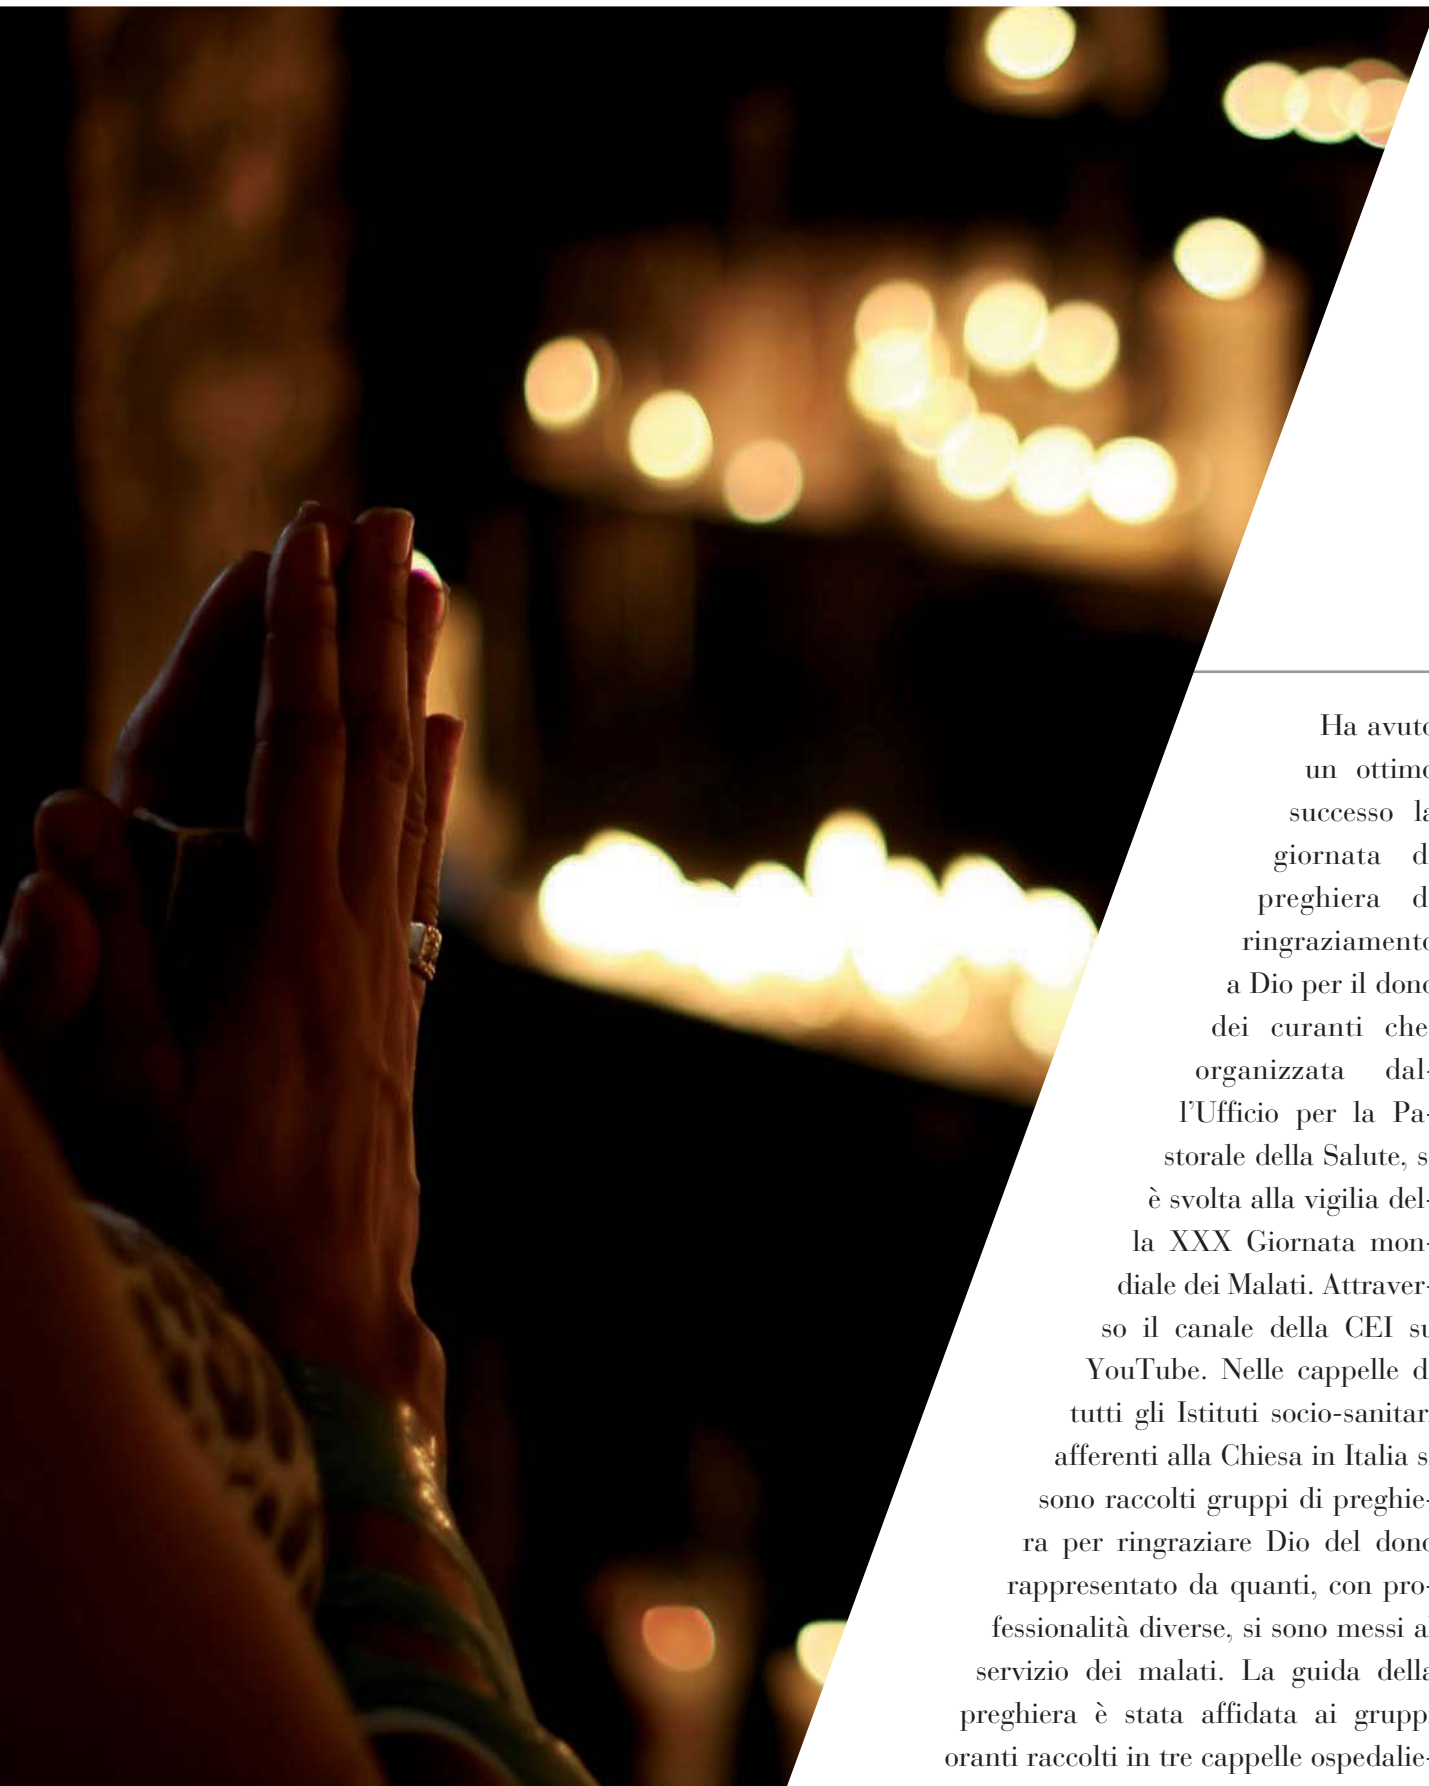 Ha avuto
un ottimo
successo la
giornata di
preghiera di
ringraziamento
a Dio per il dono
dei curanti che
organizzata dal-
l’Ufficio per la Pa-
storale della Salute, si
è svolta alla vigilia del-
la XXX Giornata mon-
diale dei Malati. Attraver-
so il canale della CEI su
YouTube. Nelle cappelle di
tutti gli Istituti socio-sanitari
afferenti alla Chiesa in Italia si
sono raccolti gruppi di preghie-
ra per ringraziare Dio del dono
rappresentato da quanti, con pro-
fessionalità diverse, si sono messi al
servizio dei malati. La guida della
preghiera è stata affidata ai gruppi
oranti raccolti in tre cappelle ospedalie-